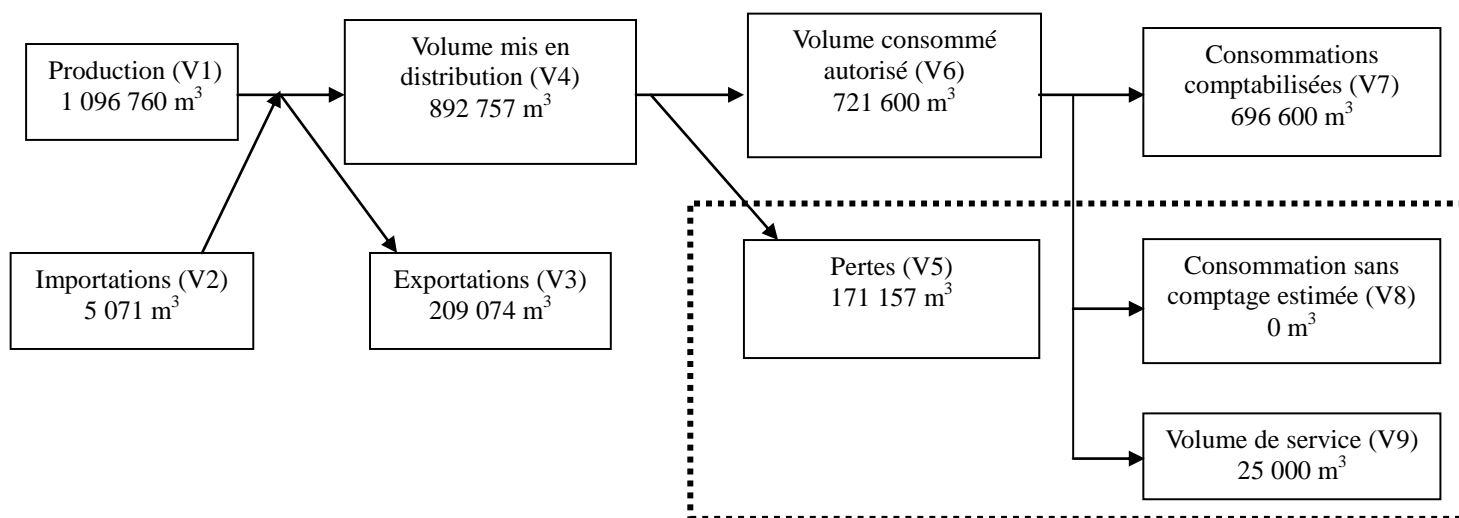 Production (V1)
1 096 760 m³
Volume mis en
distribution (V4)
892 757 m³
Volume consommé
autorisé (V6)
721 600 m³
Consommations
comptabilisées (V7)
696 600 m³
Importations (V2)
5 071 m³
Exportations (V3)
209 074 m³
Pertes (V5)
171 157 m³
Consommation sans
comptage estimée (V8)
0 m³
Volume de service (V9)
25 000 m³